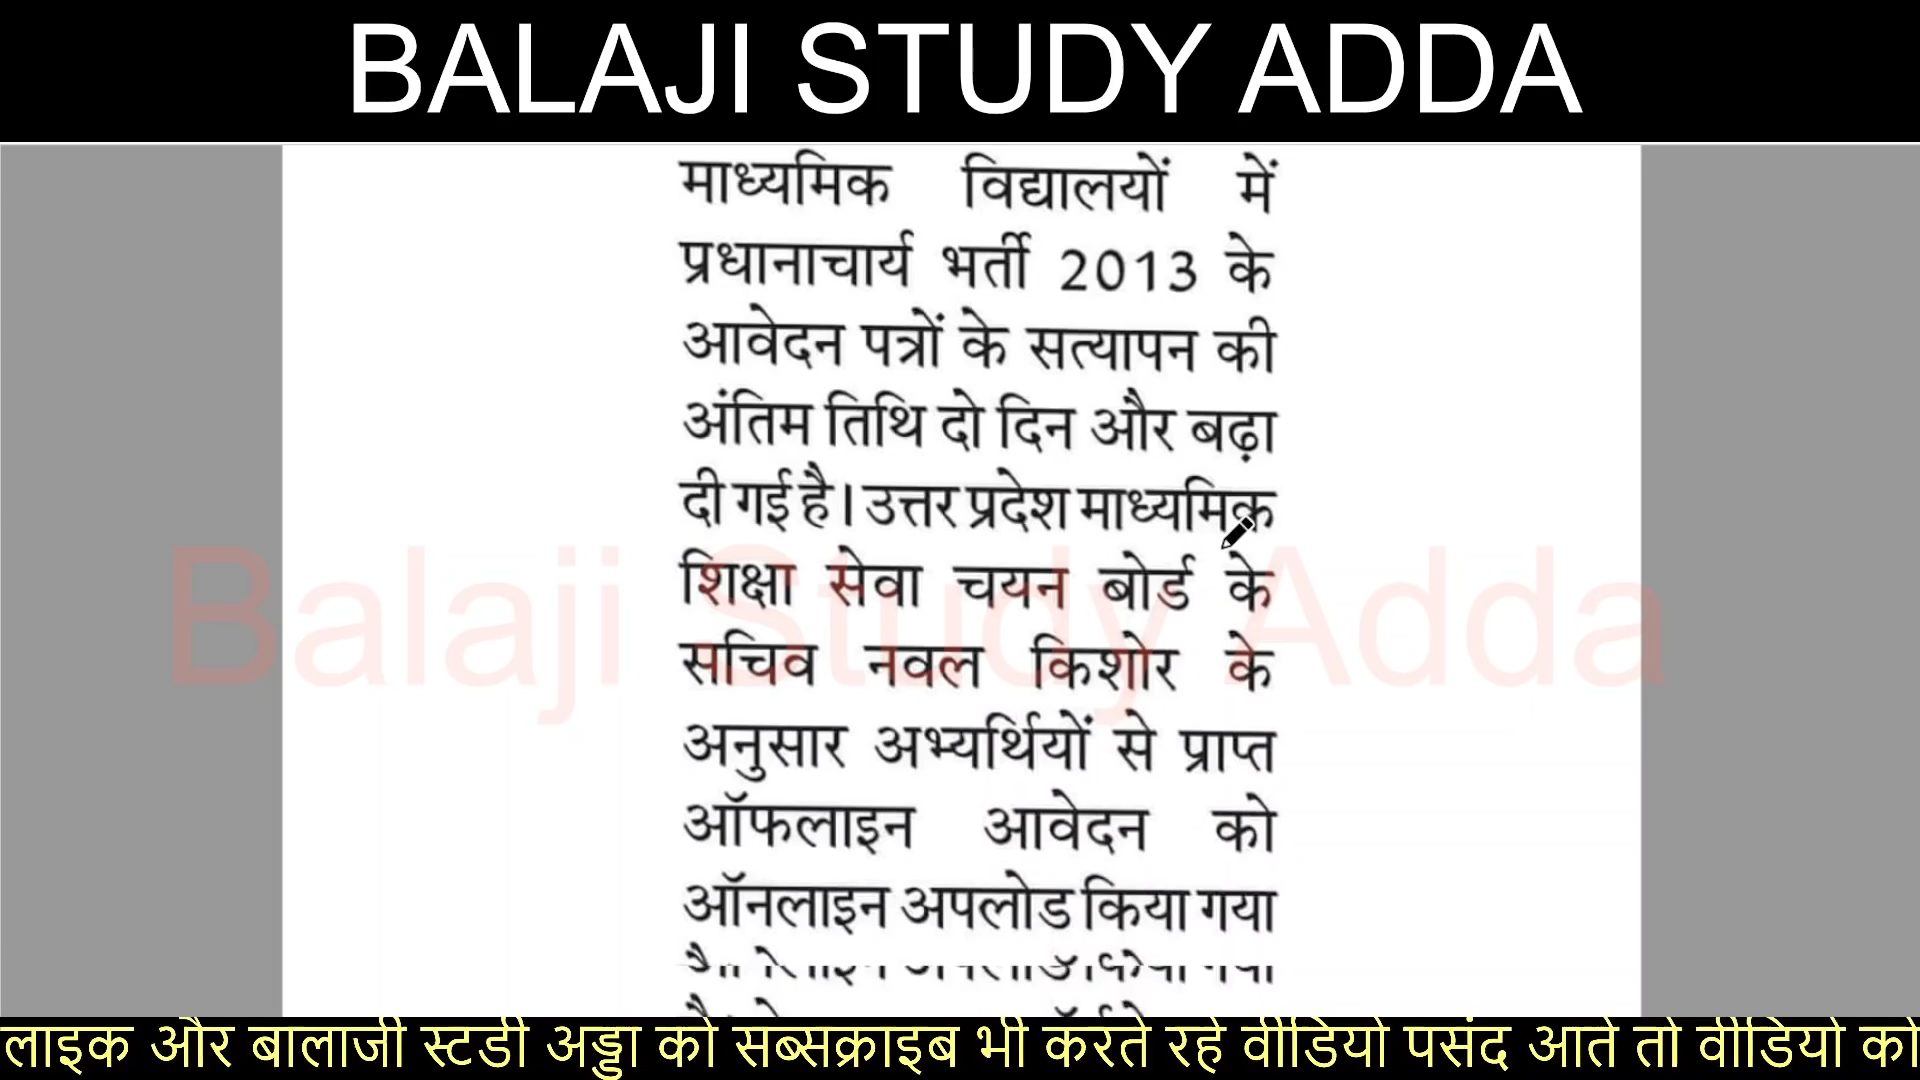 BALAJI STUDY ADDA
माध्यमिक विद्यालयों में
प्रधानाचार्य भर्ती 2013 के
आवेदन पत्रों के सत्यापन की
अंतिम तिथि दो दिन और बढ़ा
दी गई है। उत्तर प्रदेश माध्यमिक
शिक्षा सेवा चयन बोर्ड के
सचिव नवल किशोर के
Balaji Study Adda
अनुसार अभ्यर्थियों से प्राप्त
ऑफलाइन आवेदन को
ऑनलाइन अपलोड किया गया
लाइक और बालाजी स्टडी अड्डा को सब्सक्राइब भी करते रहे वीडियो पसंद आते तो वीडियो को